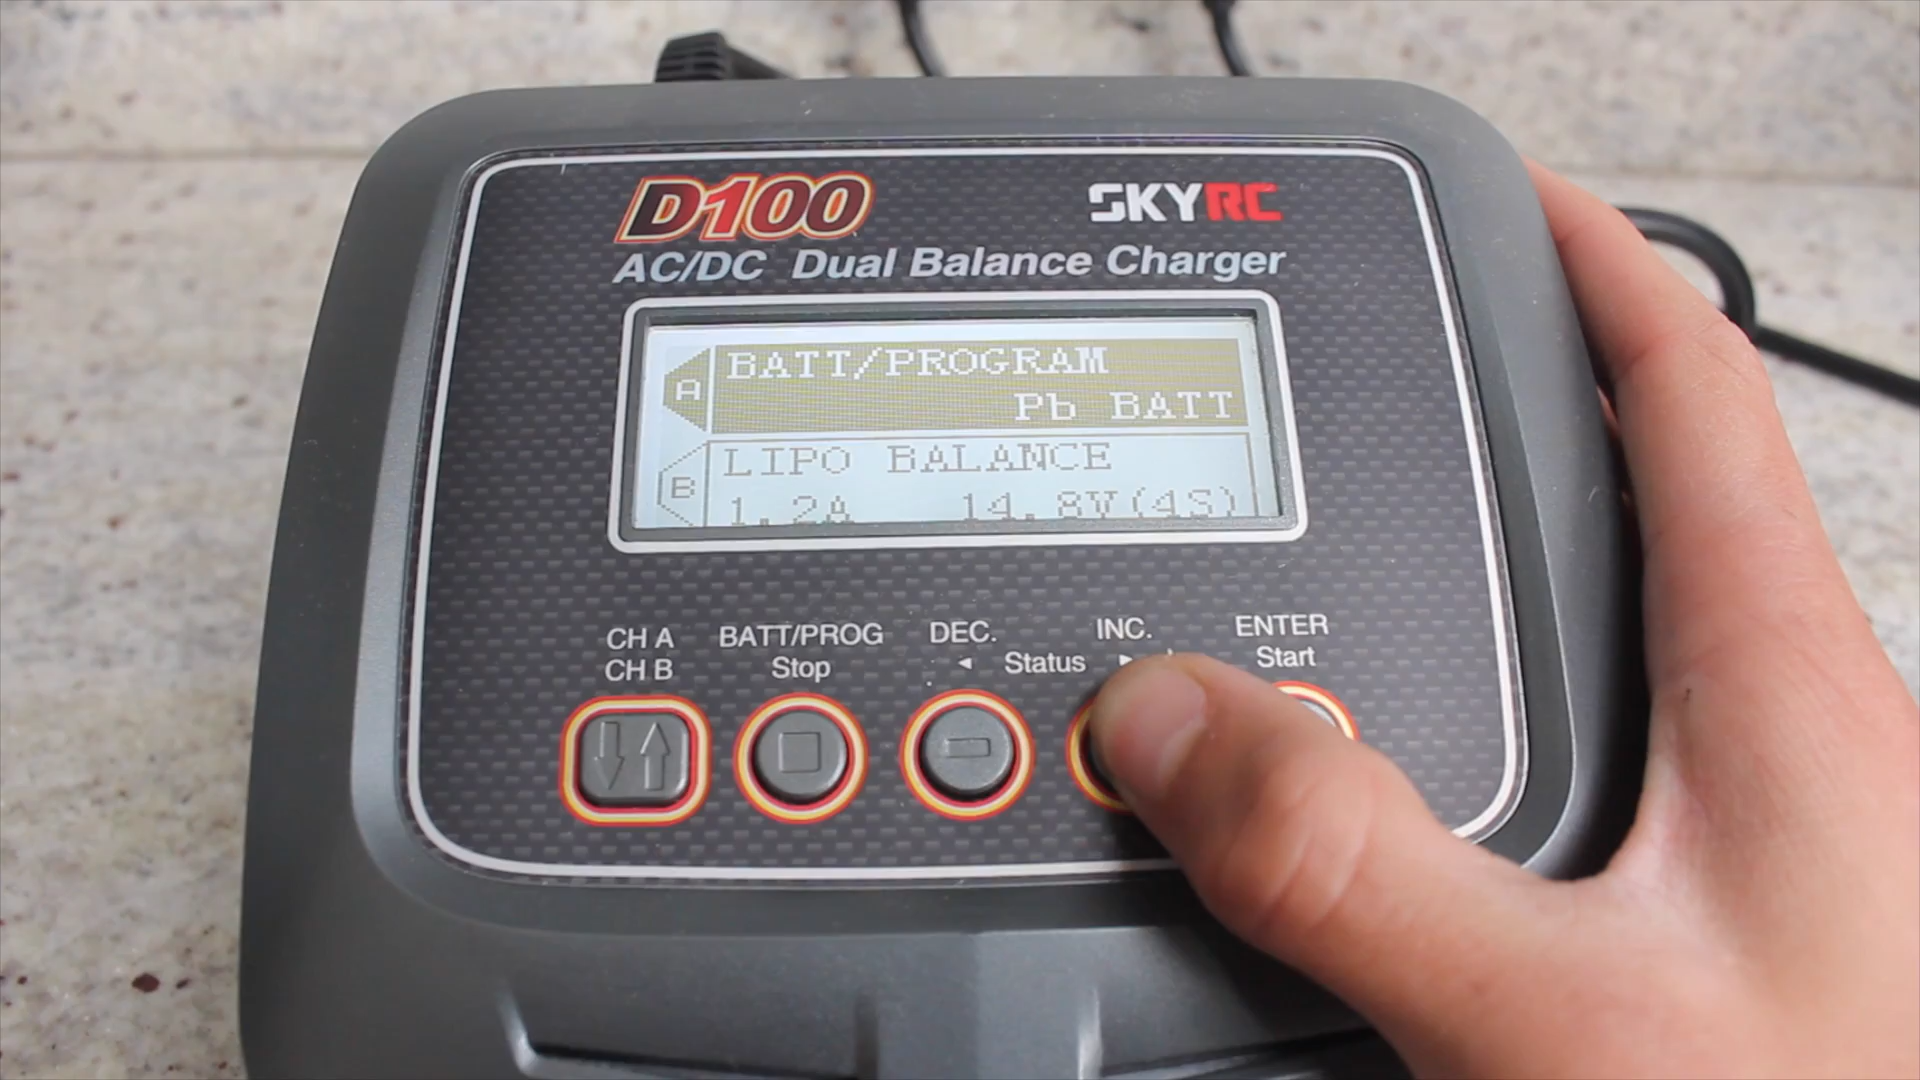 D100
SKYRC
AC/DC Dual Balance Charger
A
BATT/PROGRAM
Pb BATT
B
LIPO BALANCE
1.2A 14.8V(4S)
CH A
CH B
BATT/PROG
Stop
DEC.
◄ Status ►
INC.
ENTER
Start